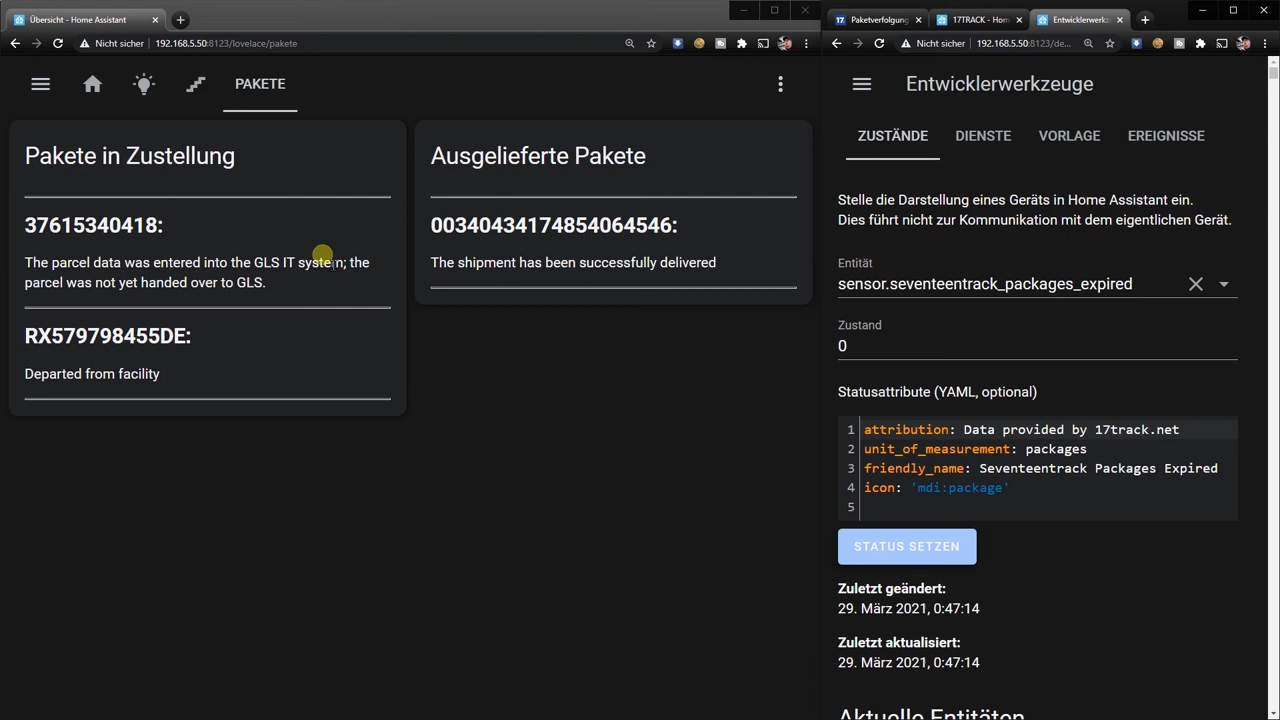 Übersicht - Home Assistant
Nicht sicher
192.168.5.50:8123/lovelace/pakete
PAKETE
Pakete in Zustellung
37615340418:
The parcel data was entered into the GLS IT system; the
parcel was not yet handed over to GLS.
RX579798455DE:
Departed from facility
Ausgelieferte Pakete
00340434174854064546:
The shipment has been successfully delivered
17 Paketverfolgung
17TRACK - Hom
Entwicklerwerkz
Nicht sicher
192.168.5.50:8123/de...
Entwicklerwerkzeuge
ZUSTÄNDE DIENSTE VORLAGE EREIGNISSE
Stelle die Darstellung eines Geräts in Home Assistant ein.
Dies führt nicht zur Kommunikation mit dem eigentlichen Gerät.
Entität
sensor.seventeentrack_packages_expired
Zustand
0
Statusattribute (YAML, optional)
1 attribution: Data provided by 17track.net
2 unit_of_measurement: packages
3 friendly_name: Seventeentrack Packages Expired
4 icon: 'mdi:package'
5
STATUS SETZEN
Zuletzt geändert:
29. März 2021, 0:47:14
Zuletzt aktualisiert:
29. März 2021, 0:47:14
Aktuelle Entitäten